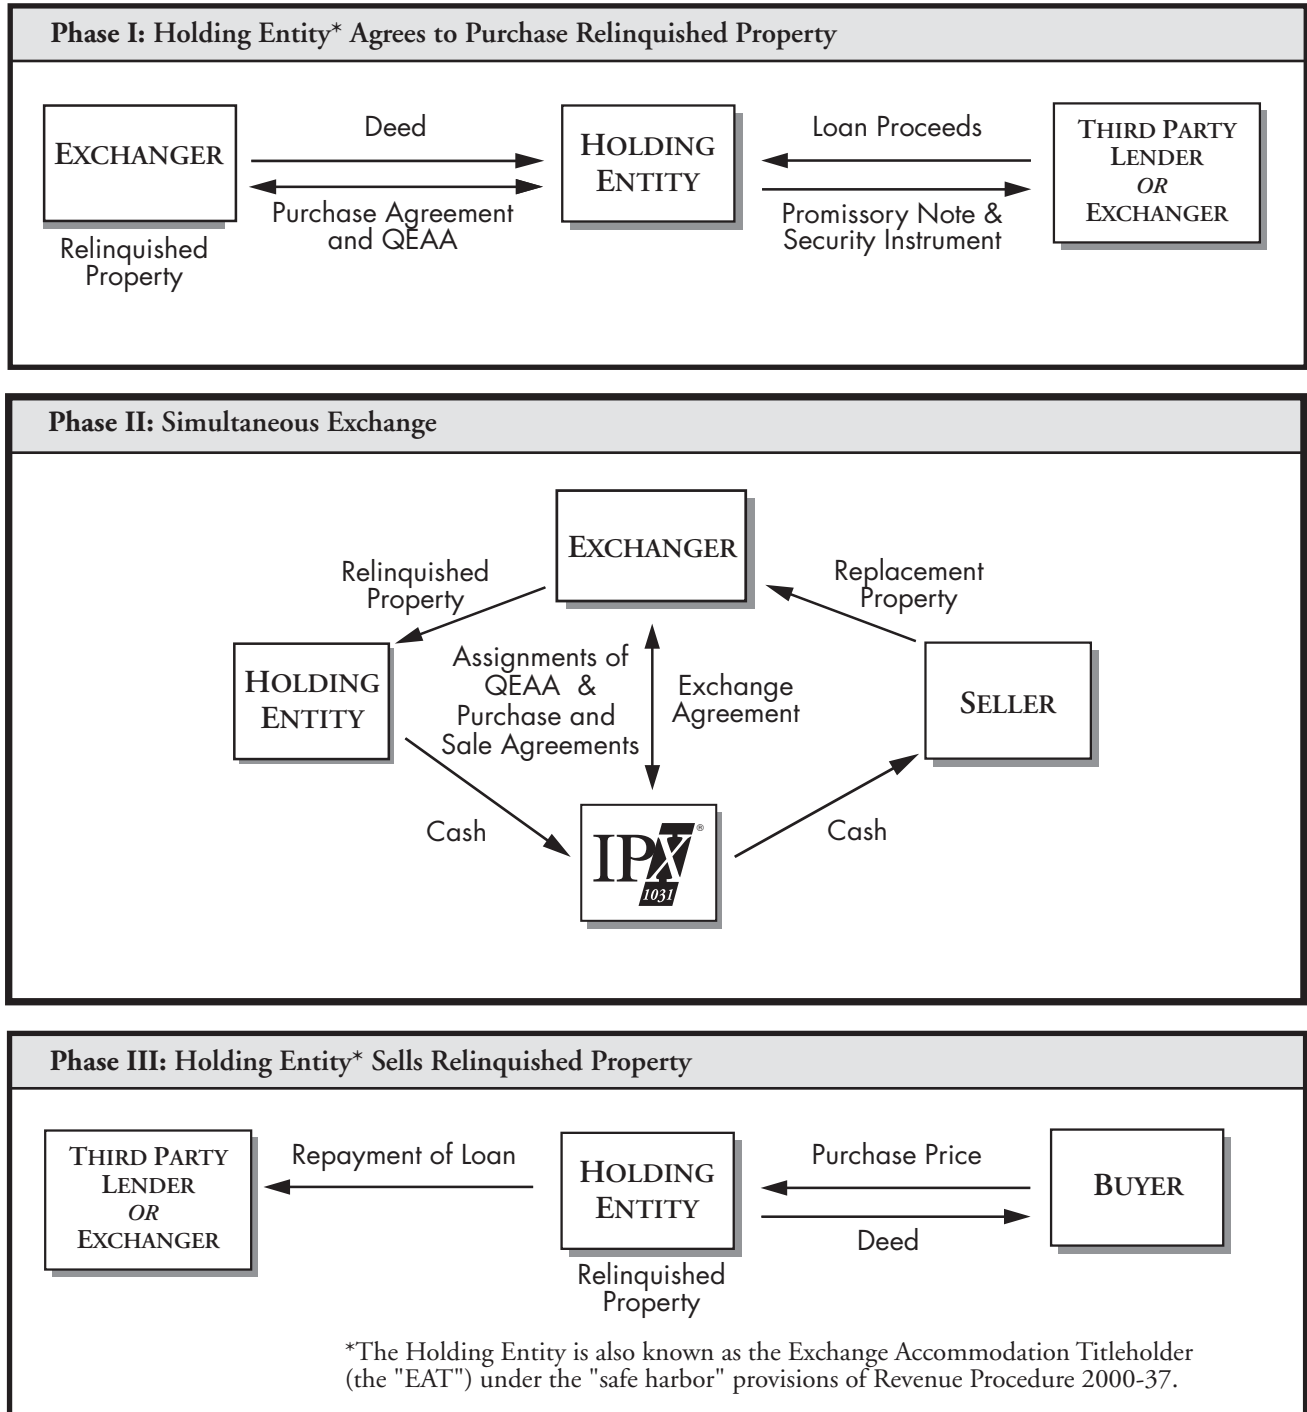 Phase I: Holding Entity* Agrees to Purchase Relinquished Property
EXCHANGER
Relinquished
Property
Deed
Purchase Agreement
and QEAA
HOLDING
ENTITY
Loan Proceeds
Promissory Note &
Security Instrument
THIRD PARTY
LENDER
OR
EXCHANGER
Phase II: Simultaneous Exchange
EXCHANGER
Relinquished
Property
Replacement
Property
HOLDING
ENTITY
Assignments of
QEAA &
Purchase and
Sale Agreements
Exchange
Agreement
SELLER
Cash
IPX®
1031
Cash
Phase III: Holding Entity* Sells Relinquished Property
THIRD PARTY
LENDER
OR
EXCHANGER
Repayment of Loan
HOLDING
ENTITY
Relinquished
Property
Purchase Price
Deed
BUYER
*The Holding Entity is also known as the Exchange Accommodation Titleholder
(the "EAT") under the "safe harbor" provisions of Revenue Procedure 2000-37.